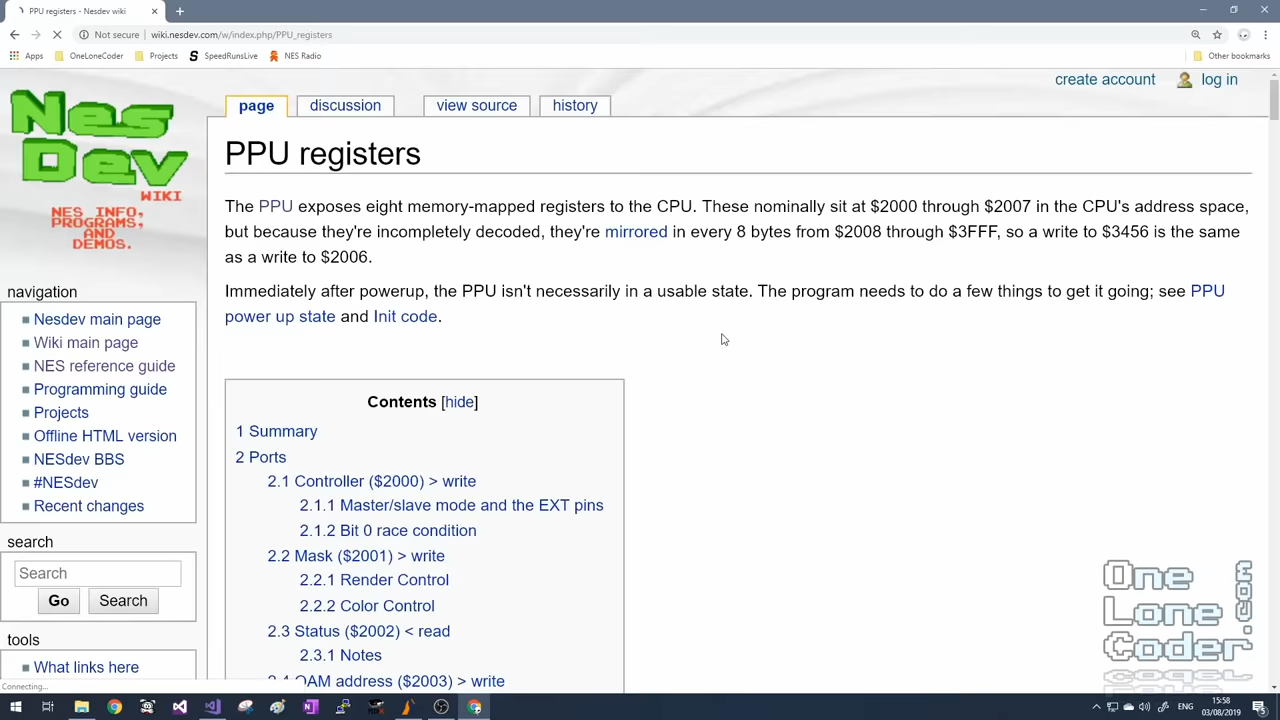 PPU registers - Nesdev wiki
Not secure | wiki.nesdev.com/w/index.php/PPU_registers
Apps OneLoneCoder Projects SpeedRunsLive NES Radio Other bookmarks
create account log in
page discussion view source history
Nes
Dev
WIKI
NES INFO,
PROGRAMS,
AND
DEMOS.
PPU registers
The PPU exposes eight memory-mapped registers to the CPU. These nominally sit at $2000 through $2007 in the CPU's address space,
but because they're incompletely decoded, they're mirrored in every 8 bytes from $2008 through $3FFF, so a write to $3456 is the same
as a write to $2006.
Immediately after powerup, the PPU isn't necessarily in a usable state. The program needs to do a few things to get it going; see PPU
power up state and Init code.
navigation
Nesdev main page
Wiki main page
NES reference guide
Programming guide
Projects
Offline HTML version
NESdev BBS
#NESdev
Recent changes
search
Search
Go Search
tools
What links here
Contents [hide]
1 Summary
2 Ports
2.1 Controller ($2000) > write
2.1.1 Master/slave mode and the EXT pins
2.1.2 Bit 0 race condition
2.2 Mask ($2001) > write
2.2.1 Render Control
2.2.2 Color Control
2.3 Status ($2002) < read
2.3.1 Notes
2.4 OAM address ($2003) > write
One
Lone
Coder
.com
Connecting...
ENG
15:58
03/08/2019